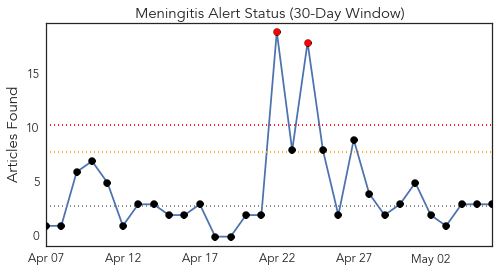 Meningitis Alert Status (30-Day Window)
Articles Found
15
10
5
0
Apr 07
Apr 12
Apr 17
Apr 22
Apr 27
May 02